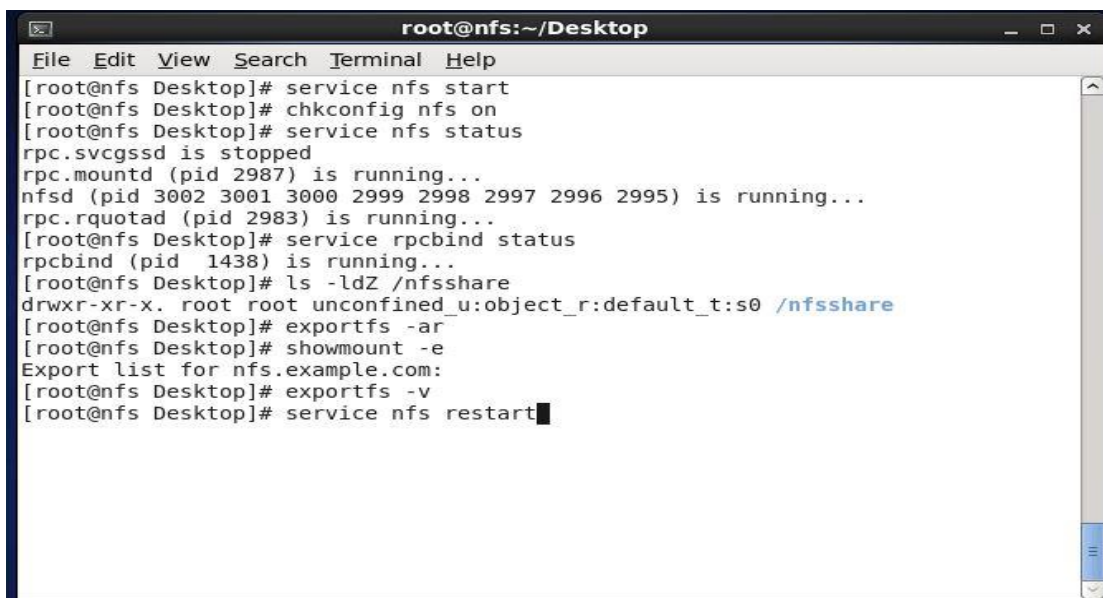 root@nfs:~/Desktop
File Edit View Search Terminal Help
[root@nfs Desktop]# service nfs start
[root@nfs Desktop]# chkconfig nfs on
[root@nfs Desktop]# service nfs status
rpc.svcgssd is stopped
rpc.mountd (pid 2987) is running...
nfsd (pid 3002 3001 3000 2999 2998 2997 2996 2995) is running...
rpc.rquotad (pid 2983) is running...
[root@nfs Desktop]# service rpcbind status
rpcbind (pid  1438) is running...
[root@nfs Desktop]# ls -ldZ /nfsshare
drwxr-xr-x. root root unconfined_u:object_r:default_t:s0 /nfsshare
[root@nfs Desktop]# exportfs -ar
[root@nfs Desktop]# showmount -e
Export list for nfs.example.com:
[root@nfs Desktop]# exportfs -v
[root@nfs Desktop]# service nfs restart